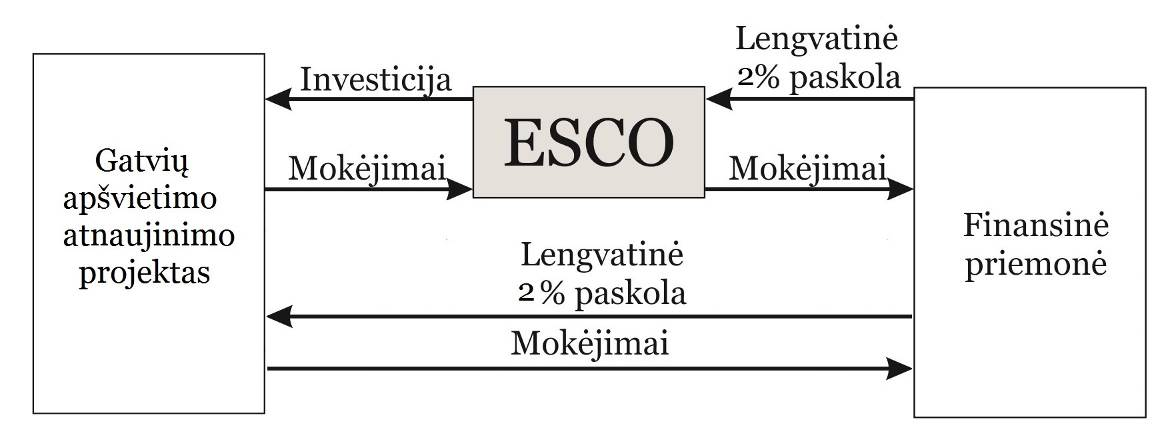 Gatvių
apšvietimo
atnaujinimo
projektas
Investicija
Mokėjimai
ESCO
Lengvatinė
2% paskola
Mokėjimai
Lengvatinė
2% paskola
Mokėjimai
Finansinė
priemonė